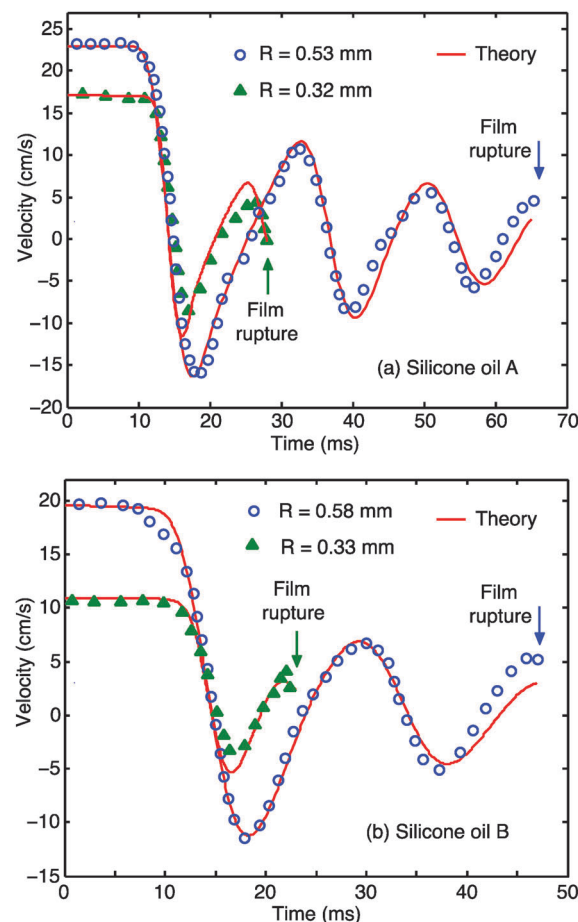 25
20
15
10
5
0
−5
−10
−15
−20
Velocity (cm/s)
R = 0.53 mm
R = 0.32 mm
Theory
Film
rupture
Film
rupture
(a) Silicone oil A
0 10 20 30 40 50 60 70
Time (ms)
20
15
10
5
0
−5
−10
−15
Velocity (cm/s)
R = 0.58 mm
R = 0.33 mm
Theory
Film
rupture
Film
rupture
(b) Silicone oil B
0 10 20 30 40 50
Time (ms)